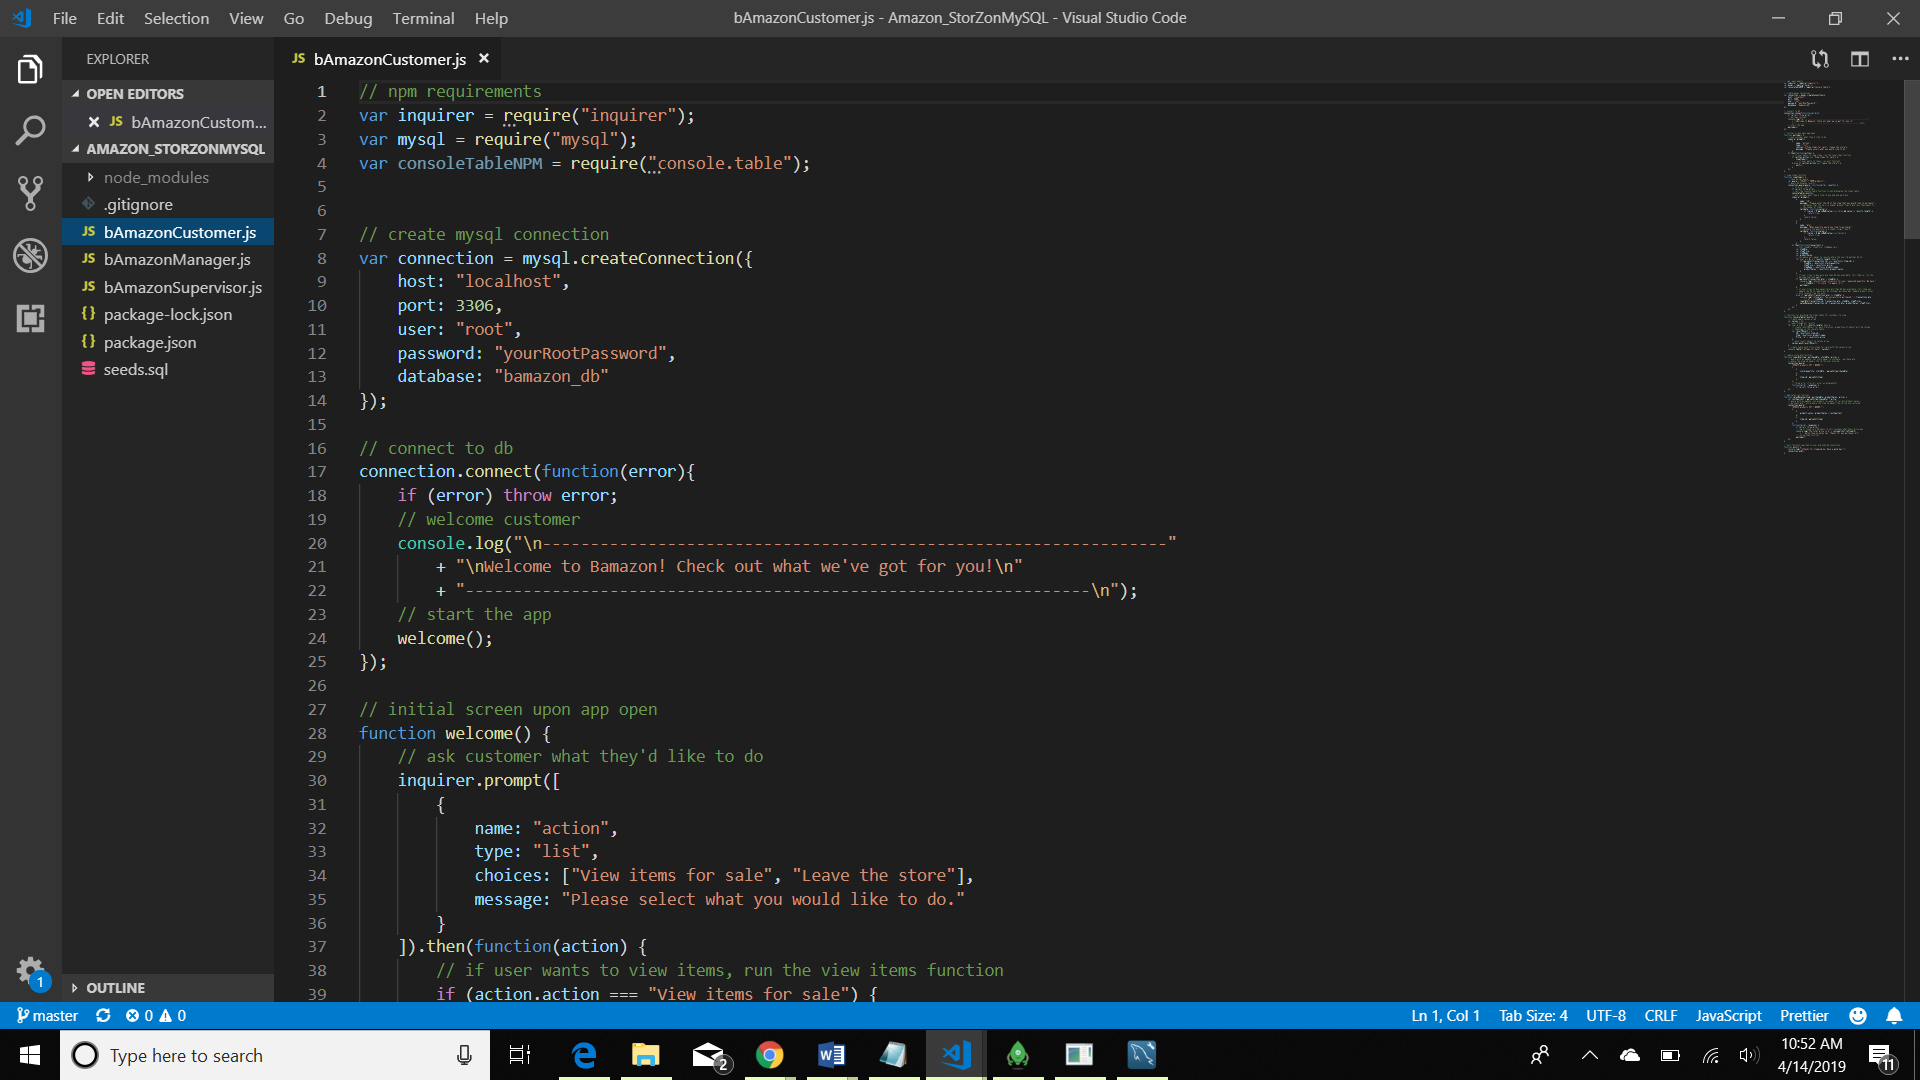 File Edit Selection View Go Debug Terminal Help
bAmazonCustomer.js - Amazon_StorZonMySQL - Visual Studio Code
EXPLORER
OPEN EDITORS
JS bAmazonCustom...
AMAZON_STORZONMYSQL
node_modules
.gitignore
JS bAmazonCustomer.js
JS bAmazonManager.js
JS bAmazonSupervisor.js
{} package-lock.json
{} package.json
seeds.sql
OUTLINE
JS bAmazonCustomer.js
1 // npm requirements
2 var inquirer = require("inquirer");
3 var mysql = require("mysql");
4 var consoleTableNPM = require("console.table");
5
6
7 // create mysql connection
8 var connection = mysql.createConnection({
9 host: "localhost",
10 port: 3306,
11 user: "root",
12 password: "yourRootPassword",
13 database: "bamazon_db"
14 });
15
16 // connect to db
17 connection.connect(function(error){
18 if (error) throw error;
19 // welcome customer
20 console.log("\n-----------------------------------------------------------------"
21 + "\nWelcome to Bamazon! Check out what we've got for you!\n"
22 + "-----------------------------------------------------------------\n");
23 // start the app
24 welcome();
25 });
26
27 // initial screen upon app open
28 function welcome() {
29 // ask customer what they'd like to do
30 inquirer.prompt([
31 {
32 name: "action",
33 type: "list",
34 choices: ["View items for sale", "Leave the store"],
35 message: "Please select what you would like to do."
36 }
37 ]).then(function(action) {
38 // if user wants to view items, run the view items function
39 if (action.action === "View items for sale") {
1
master 0 0
Ln 1, Col 1 Tab Size: 4 UTF-8 CRLF JavaScript Prettier
Type here to search
2
10:52 AM
4/14/2019
11